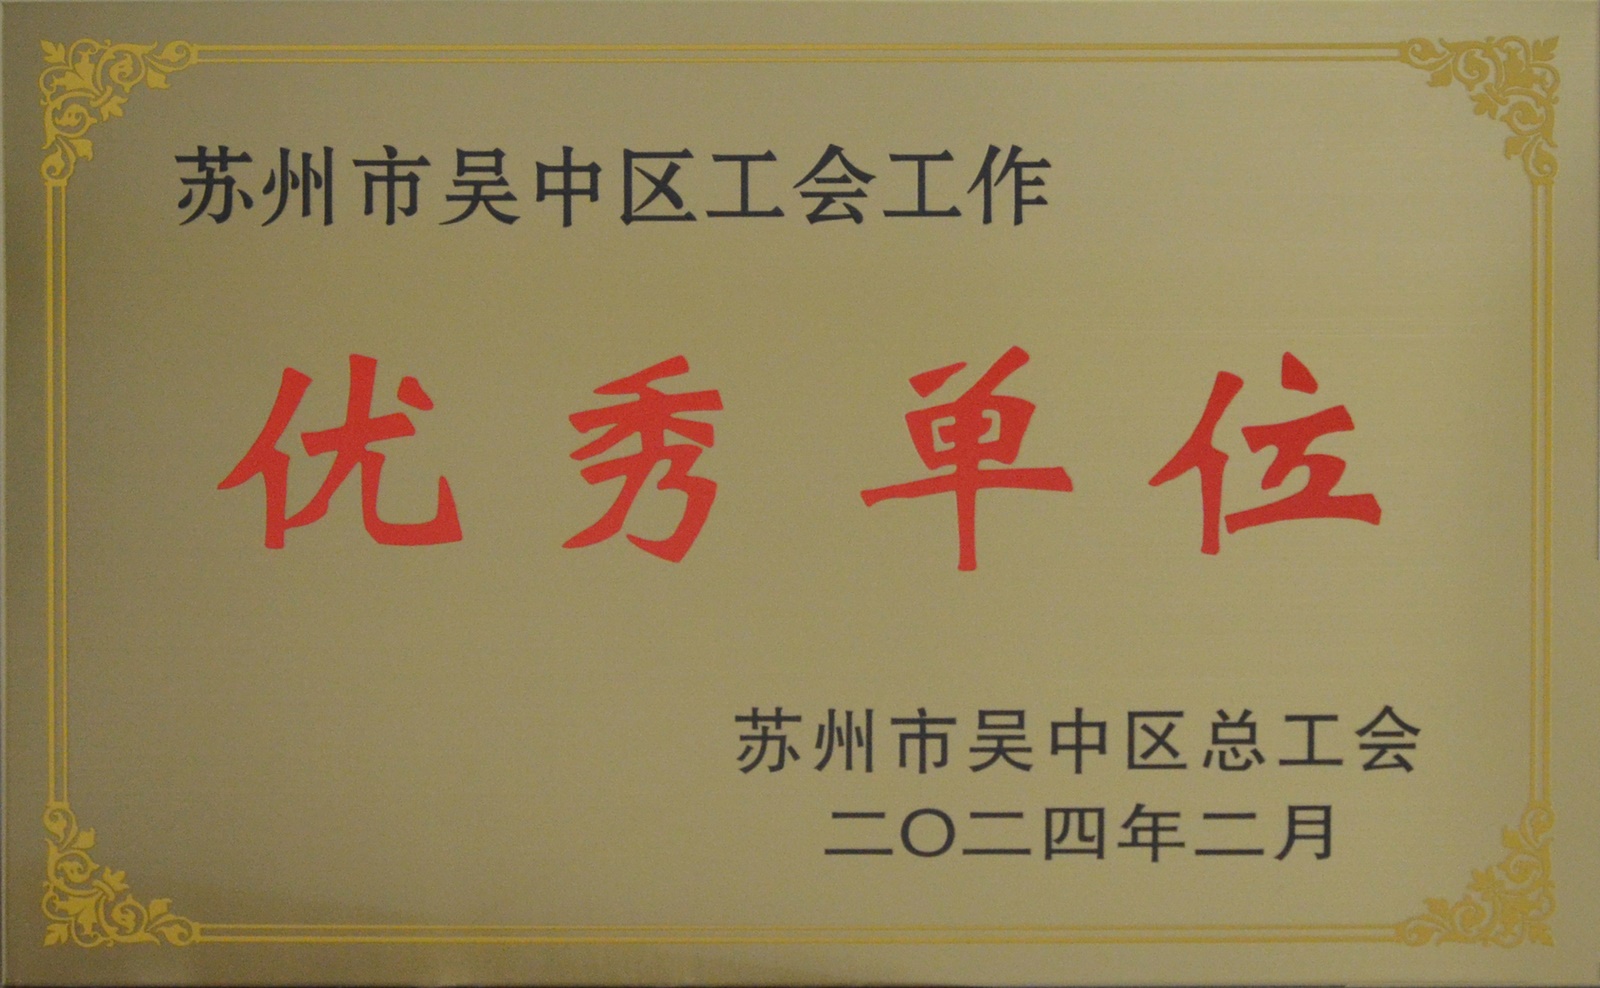 苏州市吴中区工会工作
优秀单位
苏州市吴中区总工会
二〇二四年二月